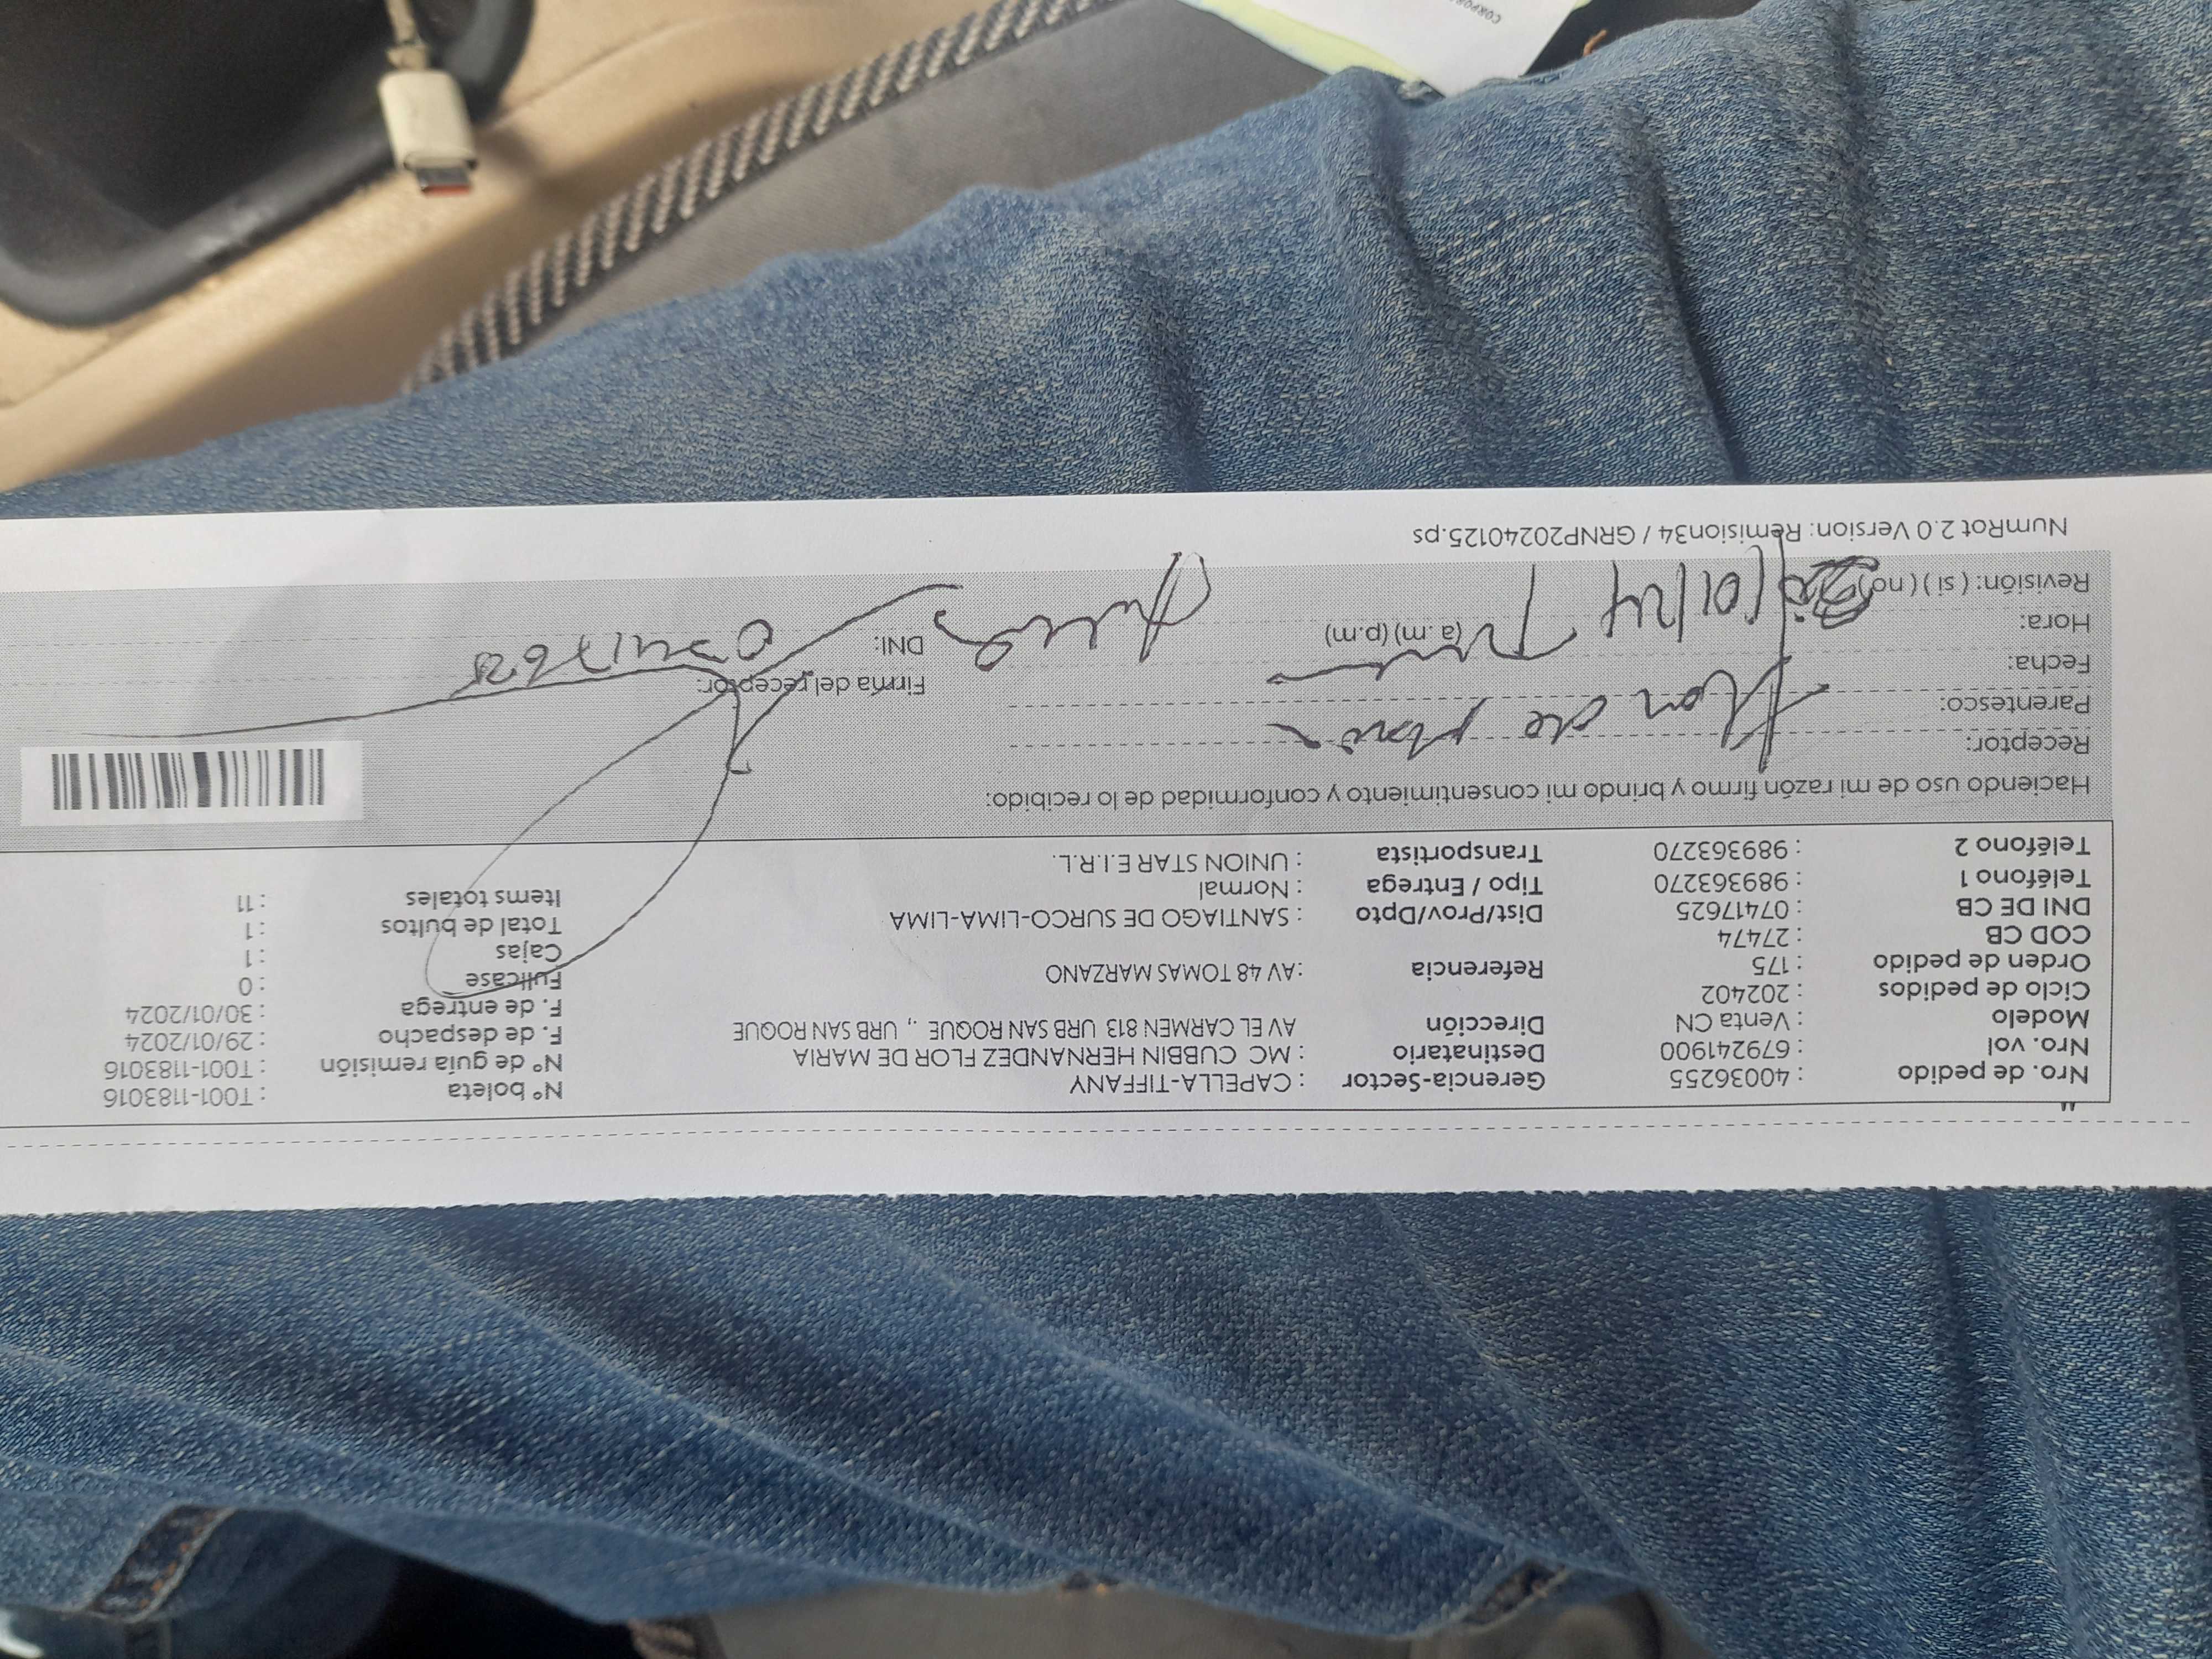 Nro. de pedido : 40036255 Gerencia-Sector : CAPELLA-TIFFANY N° boleta : T001-1183016
Nro. vol : 679241900 Destinatario : MC CUBBIN HERNANDEZ FLOR DE MARIA N° de guía remisión : T001-1183016
Modelo : Venta CN Dirección AV EL CARMEN 813 URB SAN ROQUE ., URB SAN ROQUE F. de despacho : 29/01/2024
Ciclo de pedidos : 202402 F. de entrega : 30/01/2024
Orden de pedido : 175 Referencia :AV 48 TOMAS MARZANO Fullcase : 0
COD CB : 27474 Cajas : 1
DNI DE CB : 07417625 Dist/Prov/Dpto : SANTIAGO DE SURCO-LIMA-LIMA Total de bultos : 1
Teléfono 1 : 989363270 Tipo / Entrega : Normal Items totales : 11
Teléfono 2 : 989363270 Transportista : UNION STAR E.I.R.L.
Haciendo uso de mi razón firmo y brindo mi consentimiento y conformidad de lo recibido:
Receptor: Flor de
Parentesco:
Fecha: /01/24
Firma del receptor:
Hora: (a.m) (p.m)
DNI:
Revisión: ( si ) ( no )
NumRot 2.0 Version: Remision34 / GRNP20240125.ps